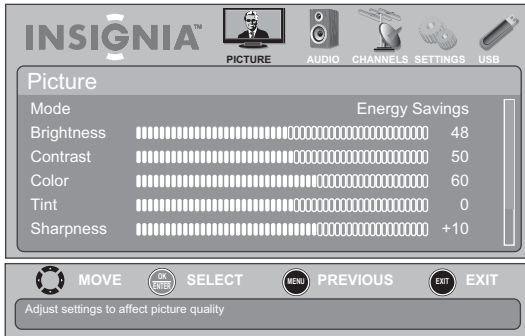 INSIGNIA™
PICTURE AUDIO CHANNELS SETTINGS USB
Picture
Mode Energy Savings
Brightness 48
Contrast 50
Color 60
Tint 0
Sharpness +10
MOVE OK ENTER SELECT MENU PREVIOUS EXIT EXIT
Adjust settings to affect picture quality